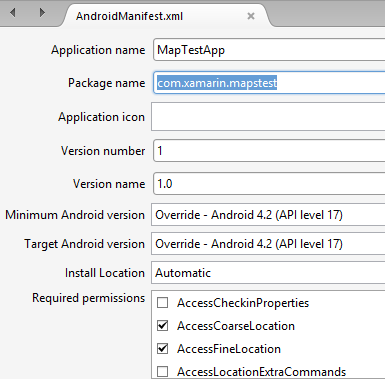 AndroidManifest.xml
Application name MapTestApp
Package name com.xamarin.mapstest
Application icon
Version number 1
Version name 1.0
Minimum Android version Override - Android 4.2 (API level 17)
Target Android version Override - Android 4.2 (API level 17)
Install Location Automatic
Required permissions AccessCheckinProperties
AccessCoarseLocation
AccessFineLocation
AccessLocationExtraCommands